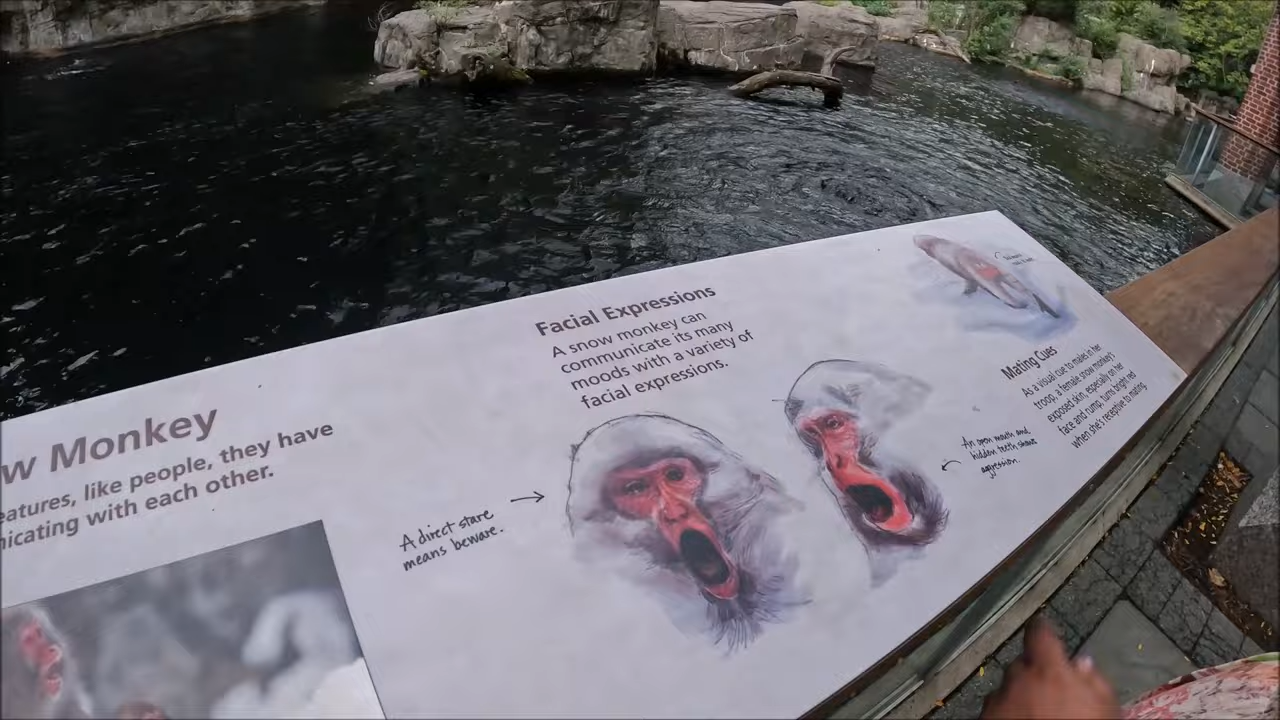 w Monkey
eatures, like people, they have
nicating with each other.
Facial Expressions
A snow monkey can
communicate its many
moods with a variety of
facial expressions.
A direct stare
means beware.
An open mouth and
hidden teeth show
aggression.
Mating Cues
As a visual cue to males in her
troop, a female snow monkey's
exposed skin, especially on her
face and rump, turns bright red
when she's receptive to mating